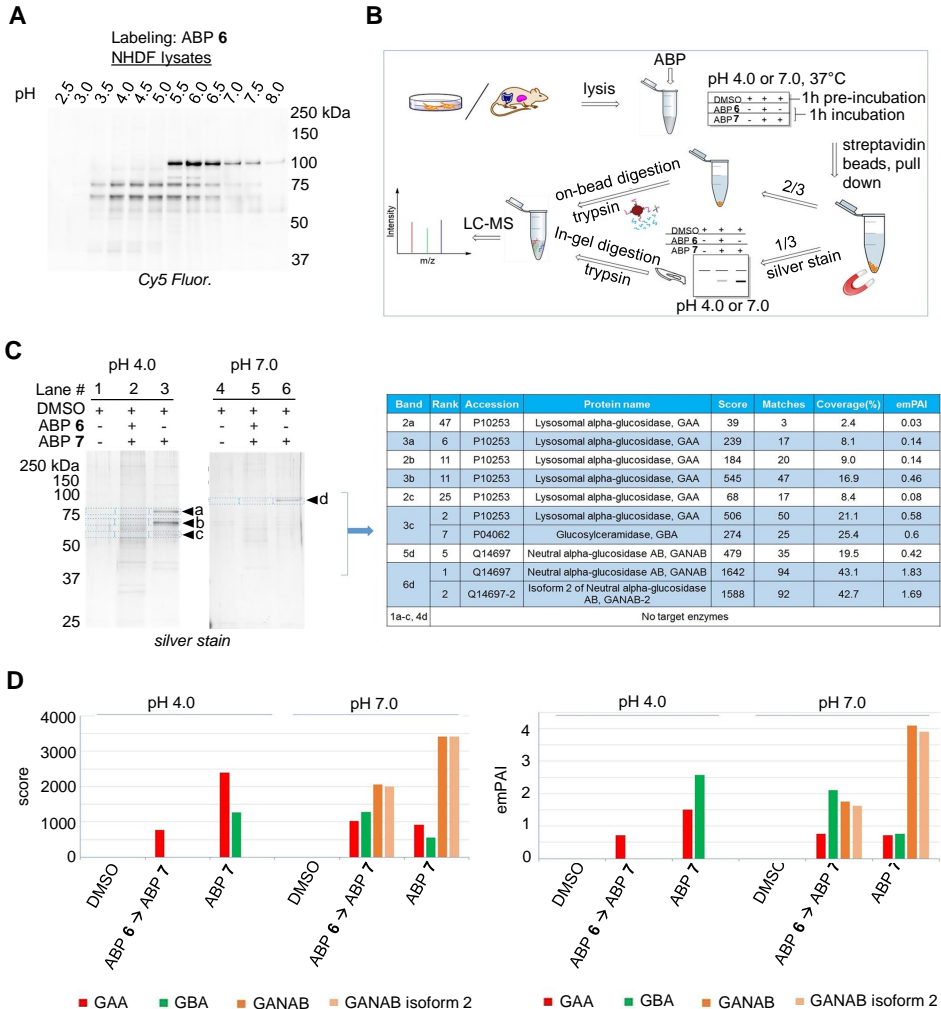 A
Labeling: ABP 6
NHDF lysates
pH 2.5 3.0 3.5 4.0 4.5 5.0 5.5 6.0 6.5 7.0 7.5 8.0
250 kDa
150
100
75
50
37
Cy5 Fluor.
B
ABP
lysis
pH 4.0 or 7.0, 37°C
DMSO + + +
ABP 6 - + -
ABP 7 - + +
1h pre-incubation
1h incubation
streptavidin
beads, pull
down
2/3
on-bead digestion
trypsin
LC-MS
Intensity
m/z
In-gel digestion
trypsin
DMSO + + +
ABP 6 - + -
ABP 7 - + +
1/3
silver stain
pH 4.0 or 7.0
C
pH 4.0 pH 7.0
Lane # 1 2 3 4 5 6
DMSO + + + + + +
ABP 6 - + - - + -
ABP 7 - + + - + +
250 kDa
150
100
75
50
37
25
a
b
c
d
silver stain
Band Rank Accession Protein name Score Matches Coverage(%) emPAI
2a 47 P10253 Lysosomal alpha-glucosidase, GAA 39 3 2.4 0.03
3a 6 P10253 Lysosomal alpha-glucosidase, GAA 239 17 8.1 0.14
2b 11 P10253 Lysosomal alpha-glucosidase, GAA 184 20 9.0 0.14
3b 11 P10253 Lysosomal alpha-glucosidase, GAA 545 47 16.9 0.46
2c 25 P10253 Lysosomal alpha-glucosidase, GAA 68 17 8.4 0.08
3c 2 P10253 Lysosomal alpha-glucosidase, GAA 506 50 21.1 0.58
7 P04062 Glucosylceramidase, GBA 274 25 25.4 0.6
5d 5 Q14697 Neutral alpha-glucosidase AB, GANAB 479 35 19.5 0.42
6d 1 Q14697 Neutral alpha-glucosidase AB, GANAB 1642 94 43.1 1.83
2 Q14697-2 Isoform 2 of Neutral alpha-glucosidase
AB, GANAB-2 1588 92 42.7 1.69
1a-c, 4d No target enzymes
D
pH 4.0 pH 7.0
score
4000
3000
2000
1000
0
DMSO
ABP 6 → ABP 7
ABP 7
DMSO
ABP 6 → ABP 7
ABP 7
GAA GBA GANAB GANAB isoform 2
pH 4.0 pH 7.0
emPAI
4
3
2
1
0
DMSO
ABP 6 → ABP 7
ABP 7
DMSC
ABP 6 → ABP 7
ABP 7
GAA GBA GANAB GANAB isoform 2